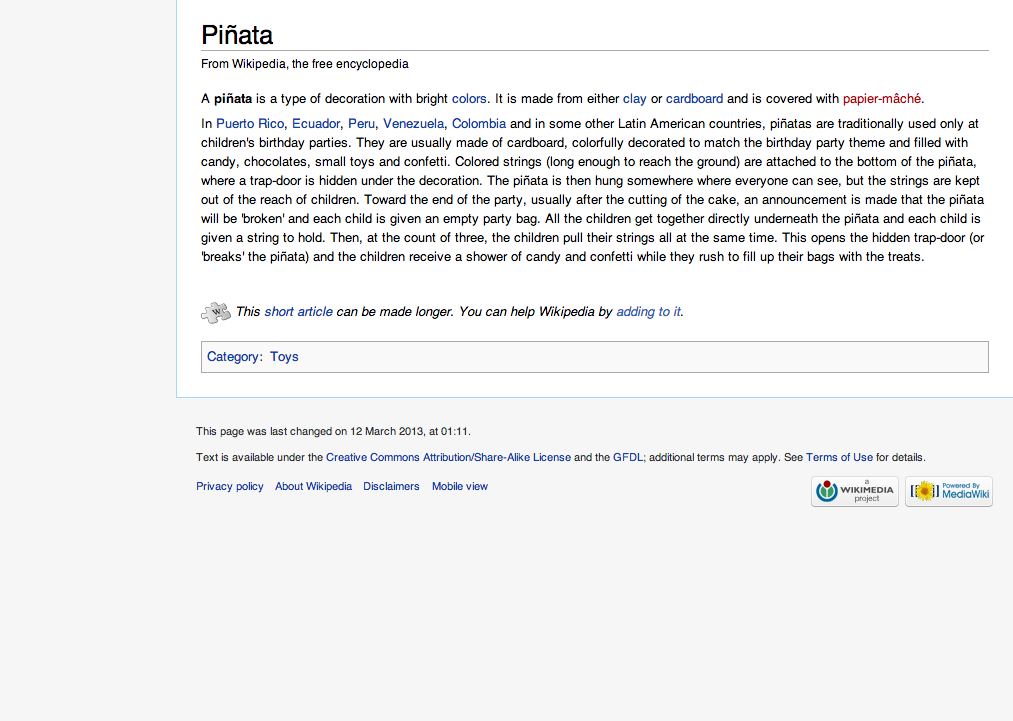 Piñata
From Wikipedia, the free encyclopedia
A piñata is a type of decoration with bright colors. It is made from either clay or cardboard and is covered with papier-mâché.
In Puerto Rico, Ecuador, Peru, Venezuela, Colombia and in some other Latin American countries, piñatas are traditionally used only at
children's birthday parties. They are usually made of cardboard, colorfully decorated to match the birthday party theme and filled with
candy, chocolates, small toys and confetti. Colored strings (long enough to reach the ground) are attached to the bottom of the piñata,
where a trap-door is hidden under the decoration. The piñata is then hung somewhere where everyone can see, but the strings are kept
out of the reach of children. Toward the end of the party, usually after the cutting of the cake, an announcement is made that the piñata
will be 'broken' and each child is given an empty party bag. All the children get together directly underneath the piñata and each child is
given a string to hold. Then, at the count of three, the children pull their strings all at the same time. This opens the hidden trap-door (or
'breaks' the piñata) and the children receive a shower of candy and confetti while they rush to fill up their bags with the treats.
W This short article can be made longer. You can help Wikipedia by adding to it.
Category: Toys
This page was last changed on 12 March 2013, at 01:11.
Text is available under the Creative Commons Attribution/Share-Alike License and the GFDL; additional terms may apply. See Terms of Use for details.
Privacy policy About Wikipedia Disclaimers Mobile view
a
WIKIMEDIA
project
Powered By
MediaWiki